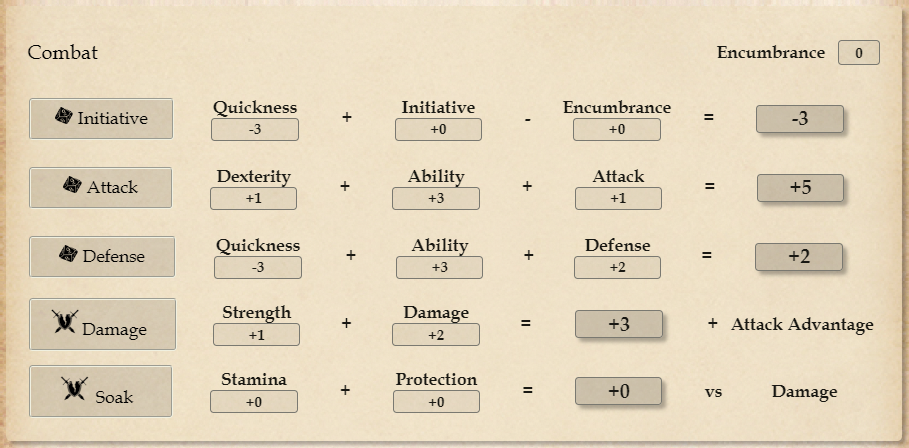 Combat Encumbrance 0
Quickness Initiative Encumbrance
Initiative -3 + +0 - +0 = -3
Dexterity Ability Attack
Attack +1 + +3 + +1 = +5
Quickness Ability Defense
Defense -3 + +3 + +2 = +2
Strength Damage
Damage +1 + +2 = +3 + Attack Advantage
Stamina Protection
Soak +0 + +0 = +0 vs Damage